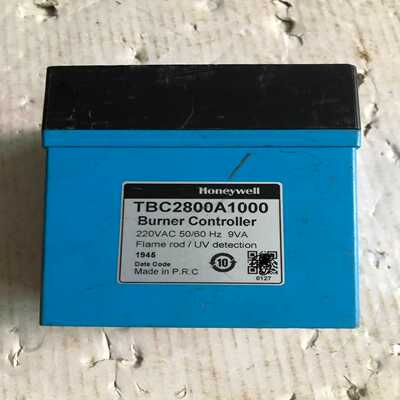 Honeywell
TBC2800A1000
Burner Controller
220VAC 50/60 Hz 9VA
Flame rod / UV detection
1945
Date Code
Made in P.R.C
10
0127